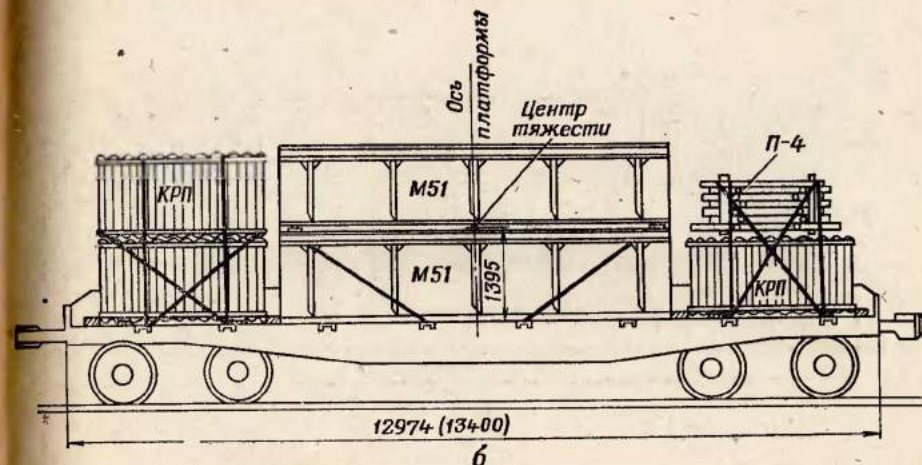 Ось
платформы
Центр
тяжести
П-4
КРП
М51
М51
1395
КРП
12974 (13400)
б